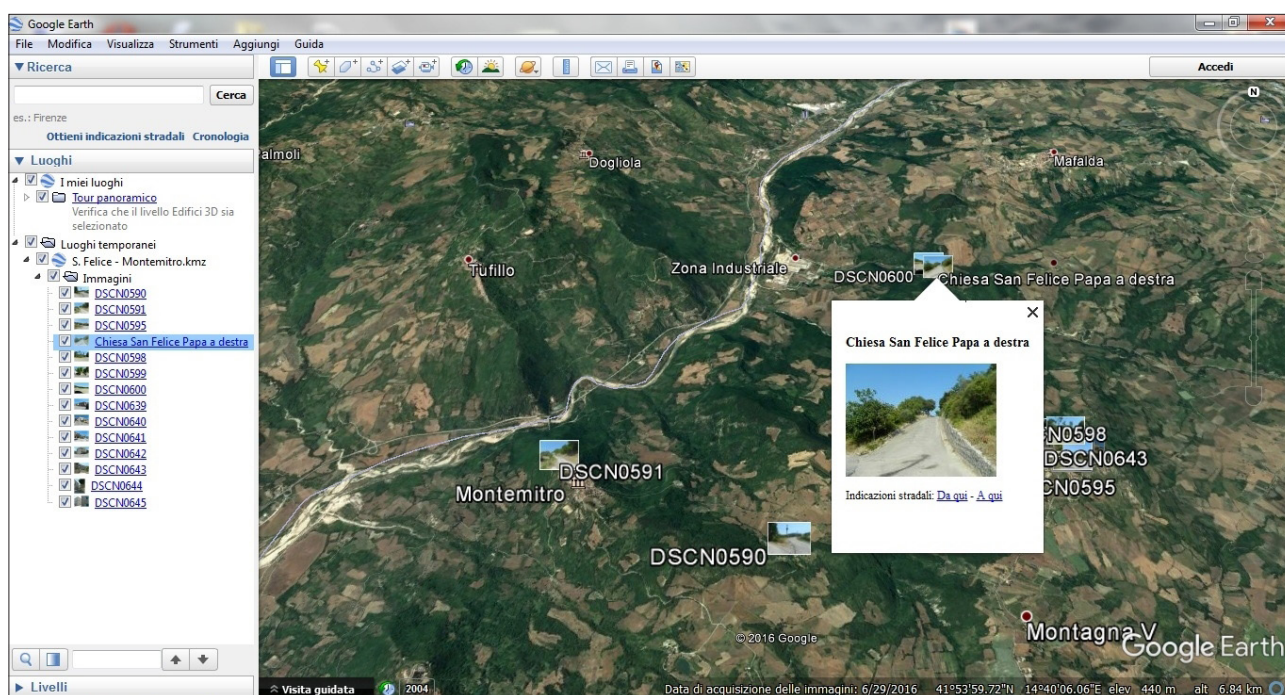 Google Earth
File Modifica Visualizza Strumenti Aggiungi Guida
Ricerca
Cerca
es.: Firenze
Ottieni indicazioni stradali Cronologia
Luoghi
I miei luoghi
Tour panoramico
Verifica che il livello Edifici 3D sia
selezionato
Luoghi temporanei
S. Felice - Montemitro.kmz
Immagini
DSCN0590
DSCN0591
DSCN0595
Chiesa San Felice Papa a destra
DSCN0598
DSCN0599
DSCN0600
DSCN0639
DSCN0640
DSCN0641
DSCN0642
DSCN0643
DSCN0644
DSCN0645
Livelli
Accedi
N
almoli
Dogliola
Mafalda
Tufillo
Zona Industriale
DSCN0600
Chiesa San Felice Papa a destra
Chiesa San Felice Papa a destra
Indicazioni stradali: Da qui - A qui
N0598
DSCN0643
CN0595
DSCN0591
Montemitro
DSCN0590
Montagna V
© 2016 Google
Google Earth
Visita guidata
2004
Data di acquisizione delle immagini: 6/29/2016 41°53'59.72"N 14°40'06.06"E elev 440 m alt 6.84 km